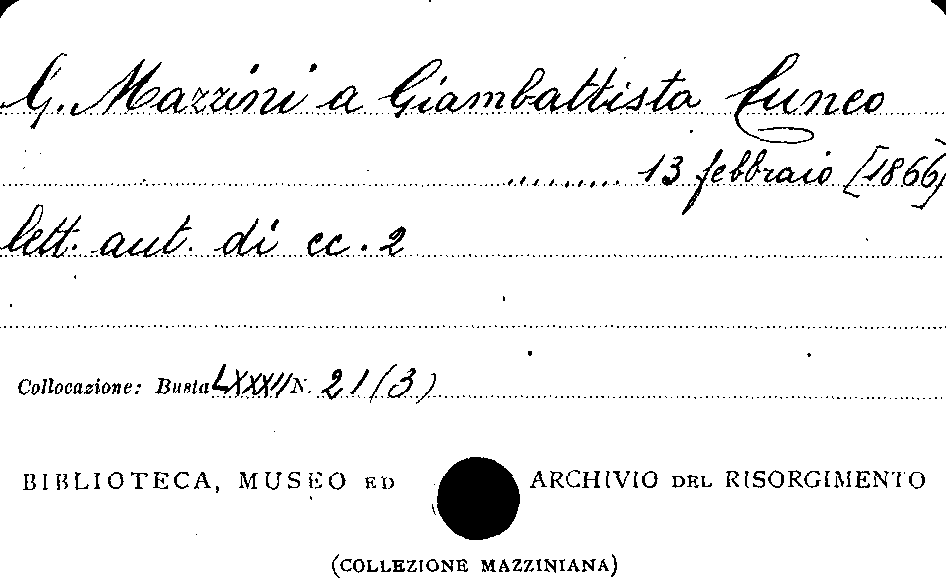 G. Mazzini a Giambattista Cuneo
......... 13 febbraio [1866]
lett. aut. di cc. 2
Collocazione: Busta LXXXII N. 21 (3)
BIBLIOTECA, MUSEO ED ARCHIVIO DEL RISORGIMENTO
(COLLEZIONE MAZZINIANA)